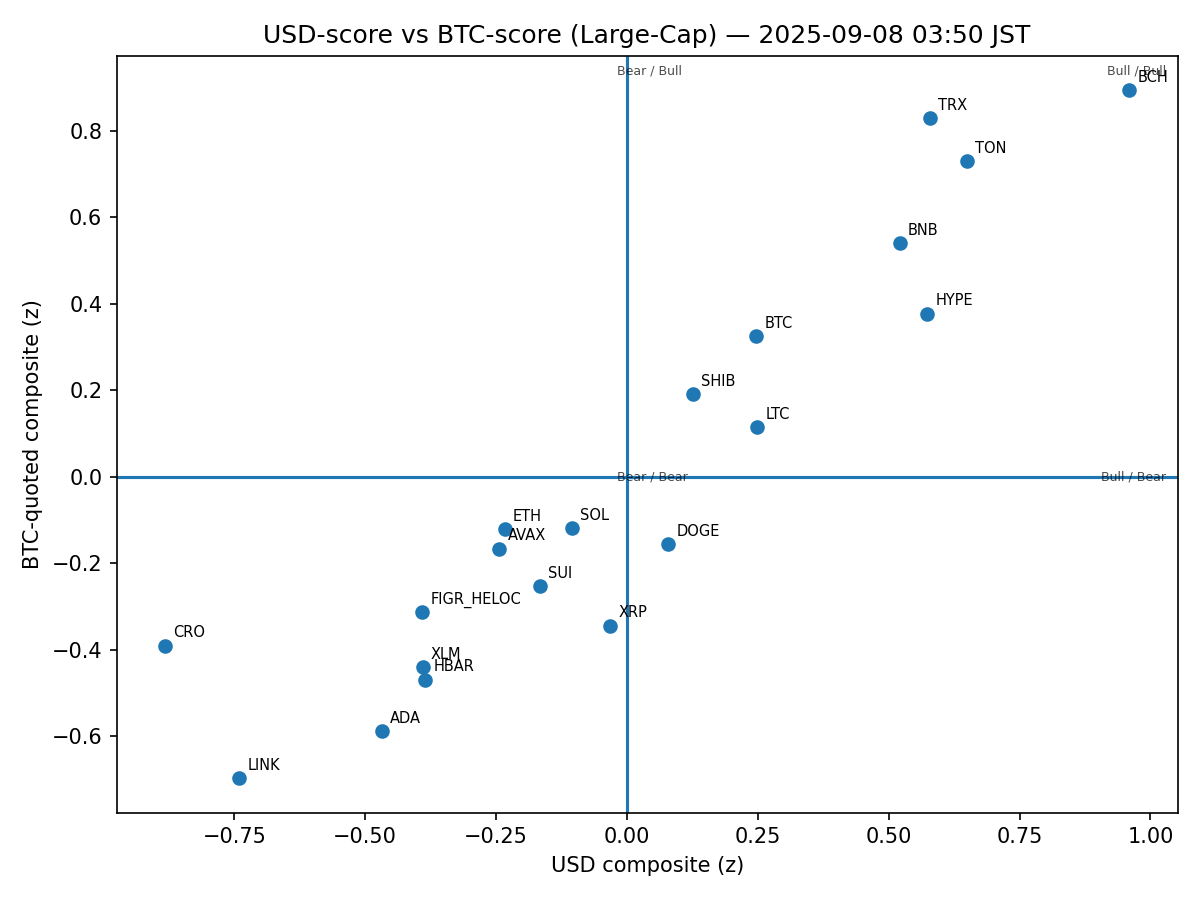 USD-score vs BTC-score (Large-Cap) — 2025-09-08 03:50 JST
Bear / Bull
Bull / Bull
BCH
TRX
TON
BNB
HYPE
BTC
SHIB
LTC
Bear / Bear
Bull / Bear
ETH
SOL
AVAX
DOGE
SUI
FIGR_HELOC
XRP
CRO
XLM
HBAR
ADA
LINK
0.8
0.6
0.4
0.2
0.0
−0.2
−0.4
−0.6
BTC-quoted composite (z)
−0.75
−0.50
−0.25
0.00
0.25
0.50
0.75
1.00
USD composite (z)